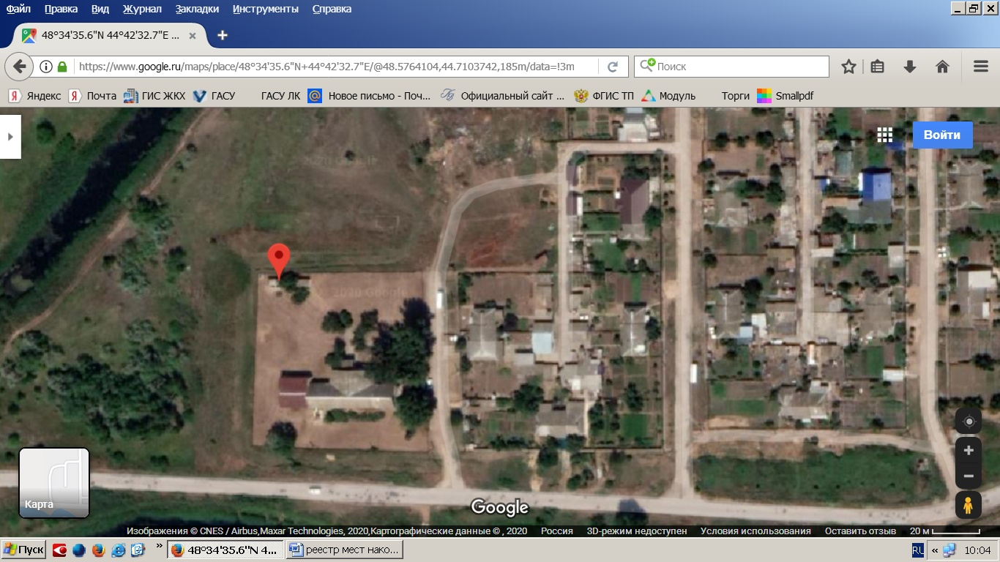 Файл Правка Вид Журнал Закладки Инструменты Справка
48°34'35.6"N 44°42'32.7"E ...
https://www.google.ru/maps/place/48°34'35.6"N+44°42'32.7"E/@48.5764104,44.7103742,185m/data=!3m
Поиск
Яндекс Почта ГИС ЖКХ ГАСУ ГАСУ ЛК Новое письмо - Поч... Официальный сайт ... ФГИС ТП Модуль Торги Smallpdf
Войти
2020 Google
Карта
Google
Изображения © CNES / Airbus,Maxar Technologies, 2020,Картографические данные © , 2020 Россия 3D-режим недоступен Условия использования Оставить отзыв 20 м
Пуск » 48°34'35.6"N 4... реестр мест нако... RU « 10:04